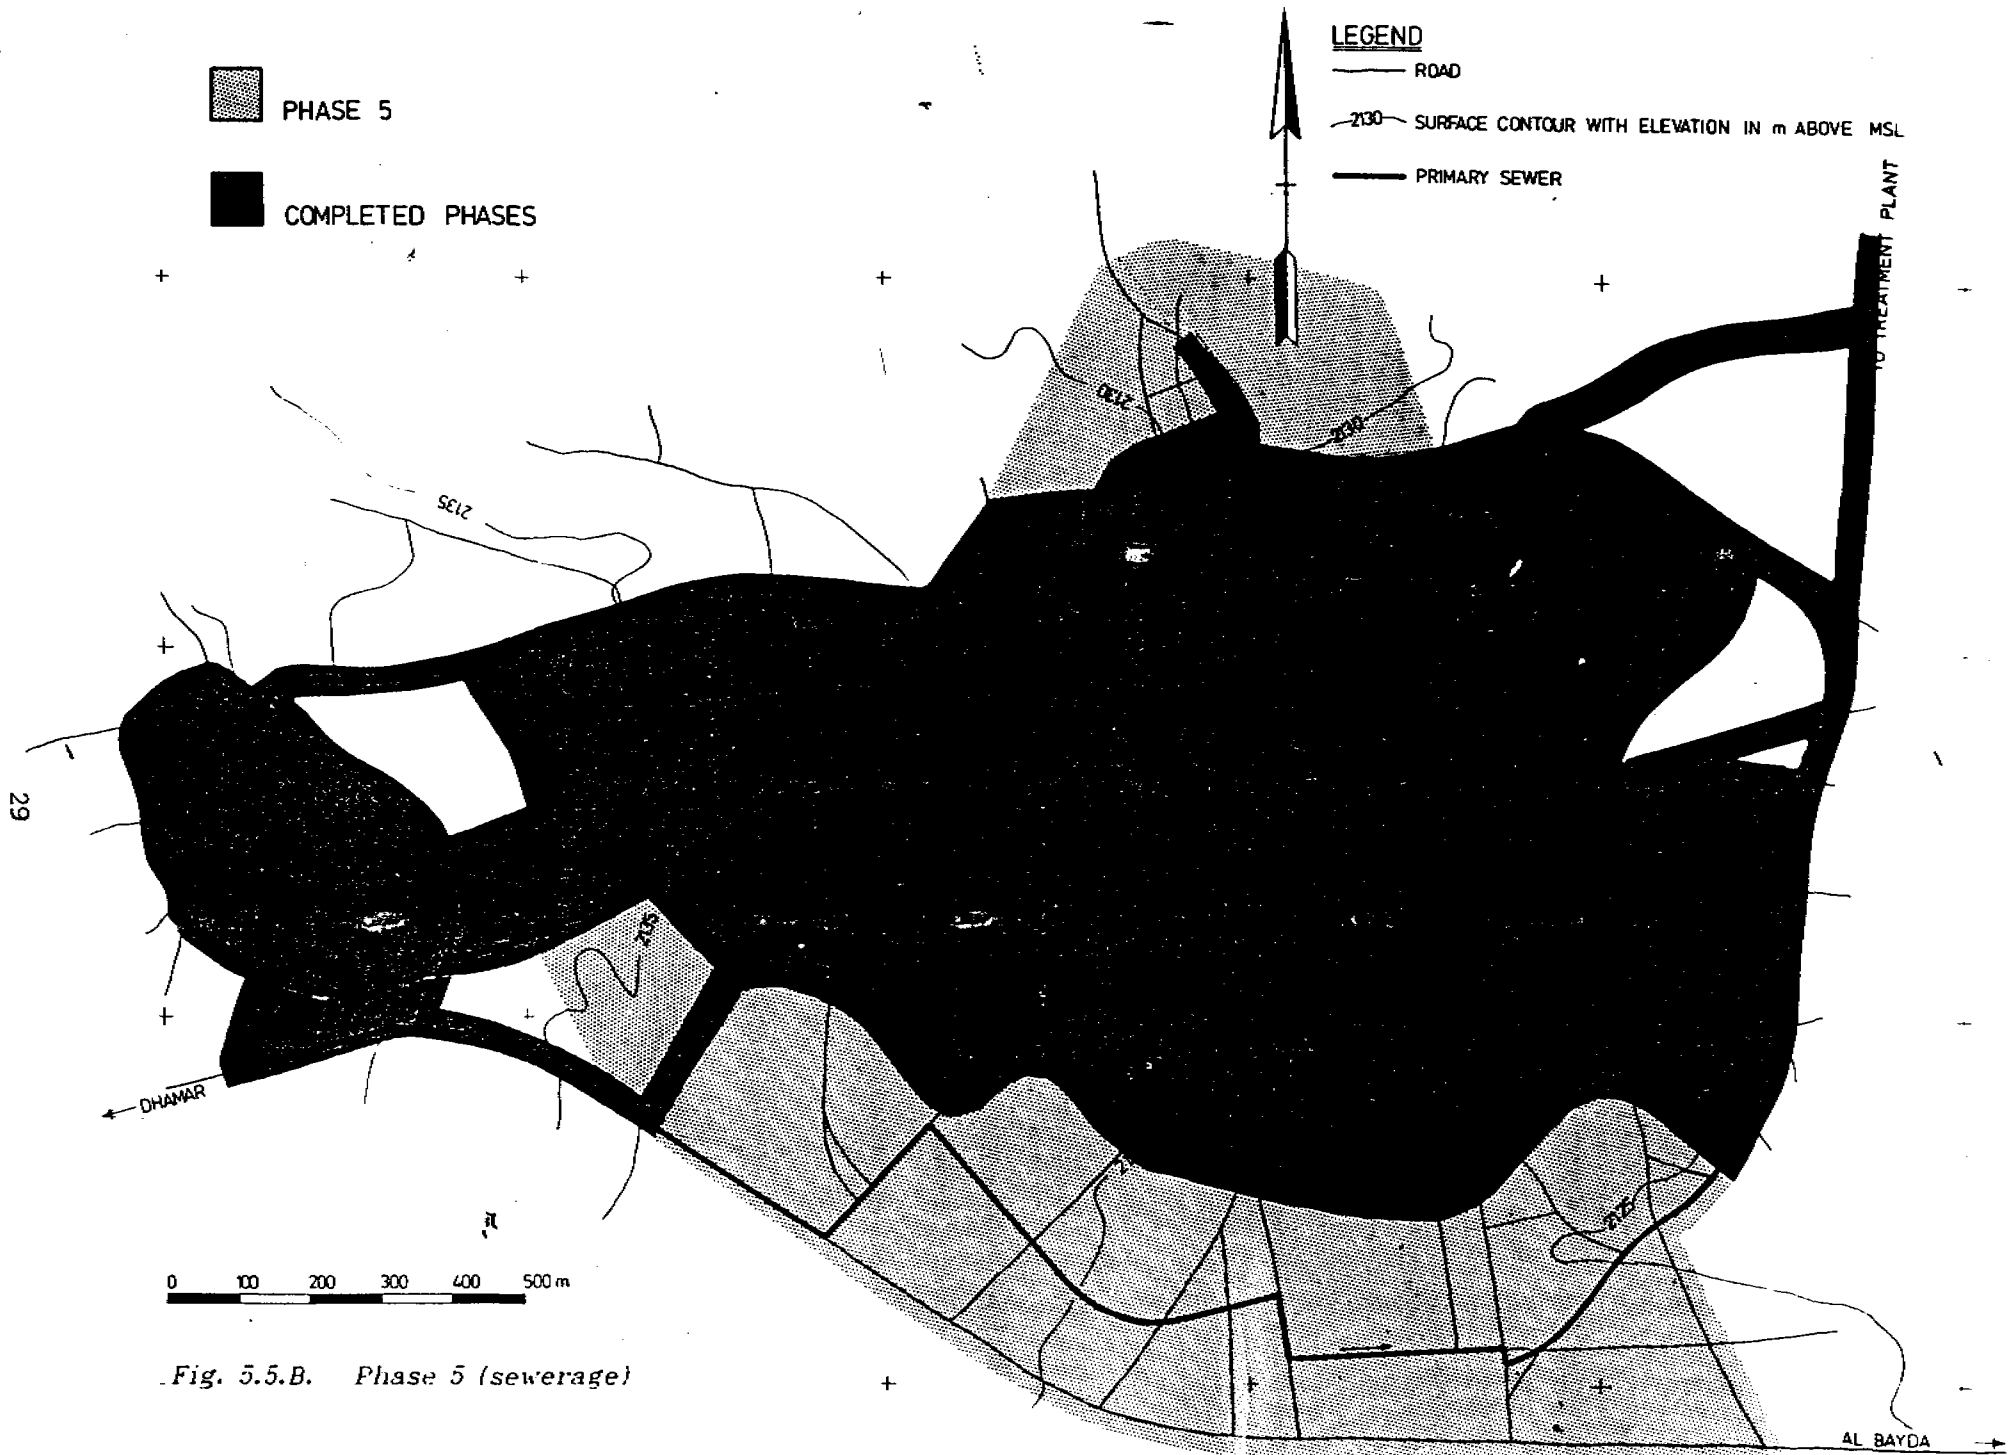 LEGEND
ROAD
2130 SURFACE CONTOUR WITH ELEVATION IN m ABOVE MSL
PRIMARY SEWER
PHASE 5
COMPLETED PHASES
TO TREATMENT PLANT
2130
2130
2135
2135
29
DHAMAR
2125
0 100 200 300 400 500 m
Fig. 5.5.B. Phase 5 (sewerage)
AL BAYDA